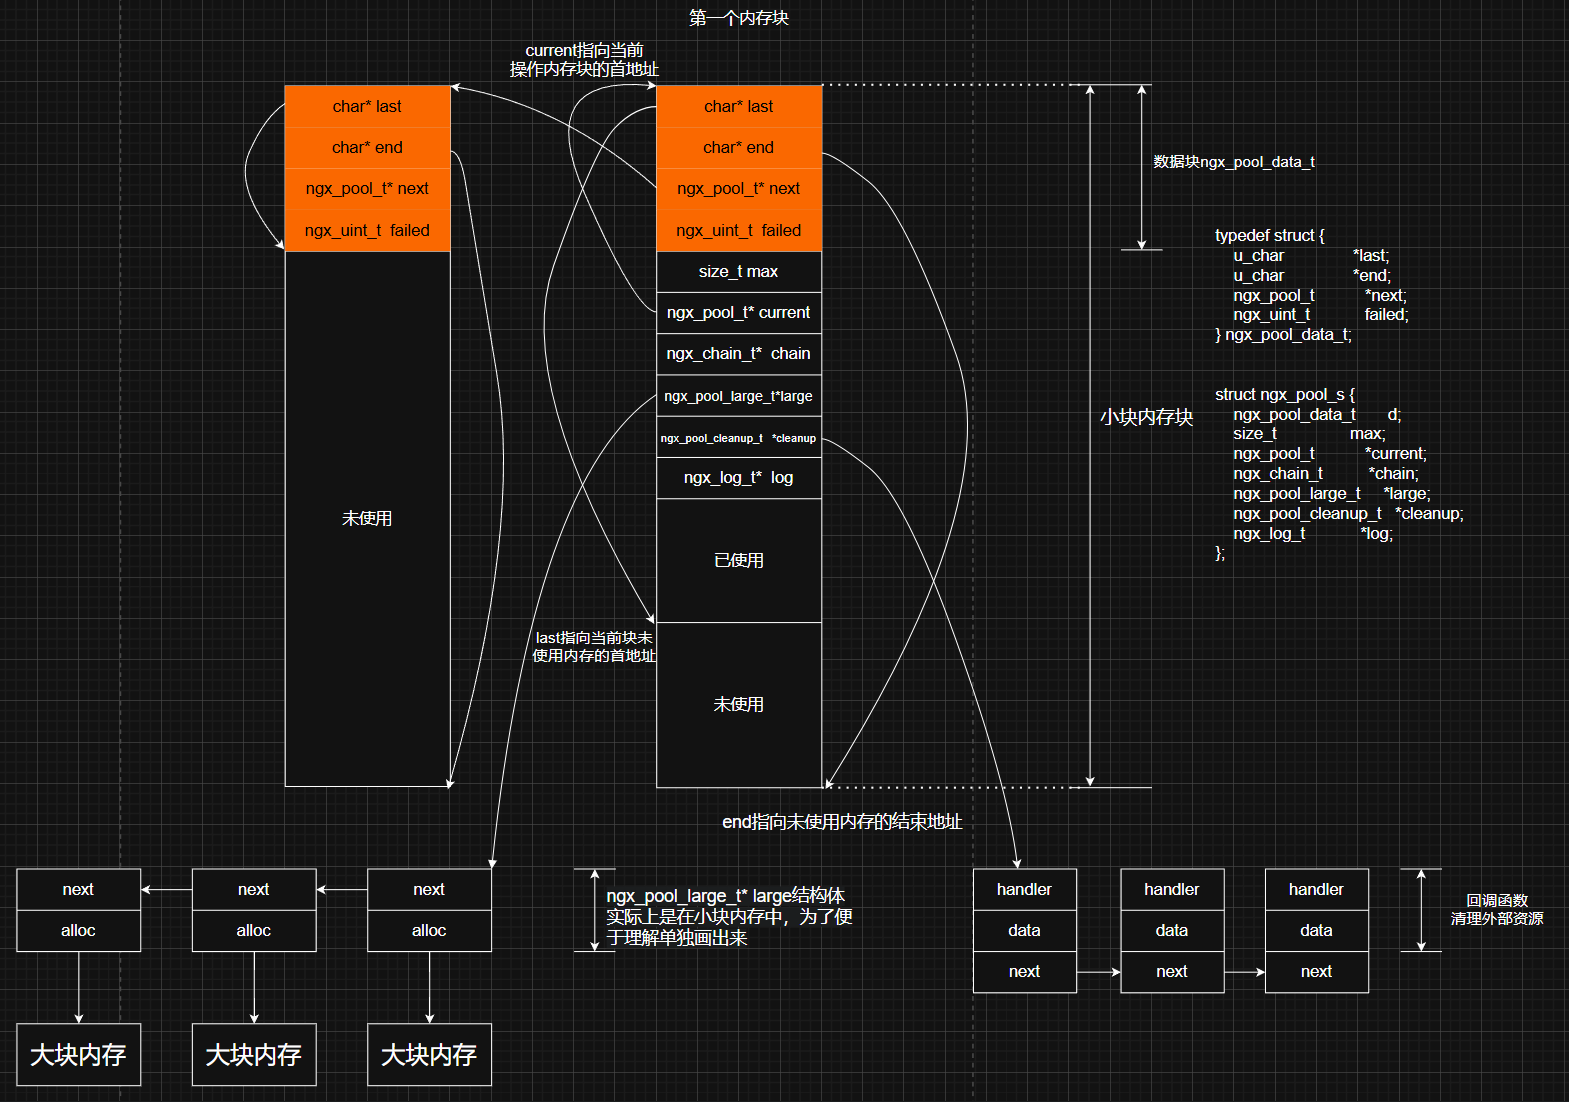 第一个内存块
current指向当前
操作内存块的首地址
char* last
char* end
ngx_pool_t* next
ngx_uint_t  failed
未使用
char* last
char* end
ngx_pool_t* next
ngx_uint_t  failed
size_t max
ngx_pool_t* current
ngx_chain_t*  chain
ngx_pool_large_t*large
ngx_pool_cleanup_t  *cleanup
ngx_log_t*  log
已使用
未使用
last指向当前块未
使用内存的首地址
end指向未使用内存的结束地址
数据块ngx_pool_data_t
小块内存块
typedef struct {
    u_char               *last;
    u_char               *end;
    ngx_pool_t           *next;
    ngx_uint_t            failed;
} ngx_pool_data_t;
struct ngx_pool_s {
    ngx_pool_data_t       d;
    size_t                max;
    ngx_pool_t           *current;
    ngx_chain_t          *chain;
    ngx_pool_large_t     *large;
    ngx_pool_cleanup_t   *cleanup;
    ngx_log_t            *log;
};
next
alloc
大块内存
next
alloc
大块内存
next
alloc
大块内存
ngx_pool_large_t* large结构体
实际上是在小块内存中，为了便
于理解单独画出来
handler
data
next
handler
data
next
handler
data
next
回调函数
清理外部资源